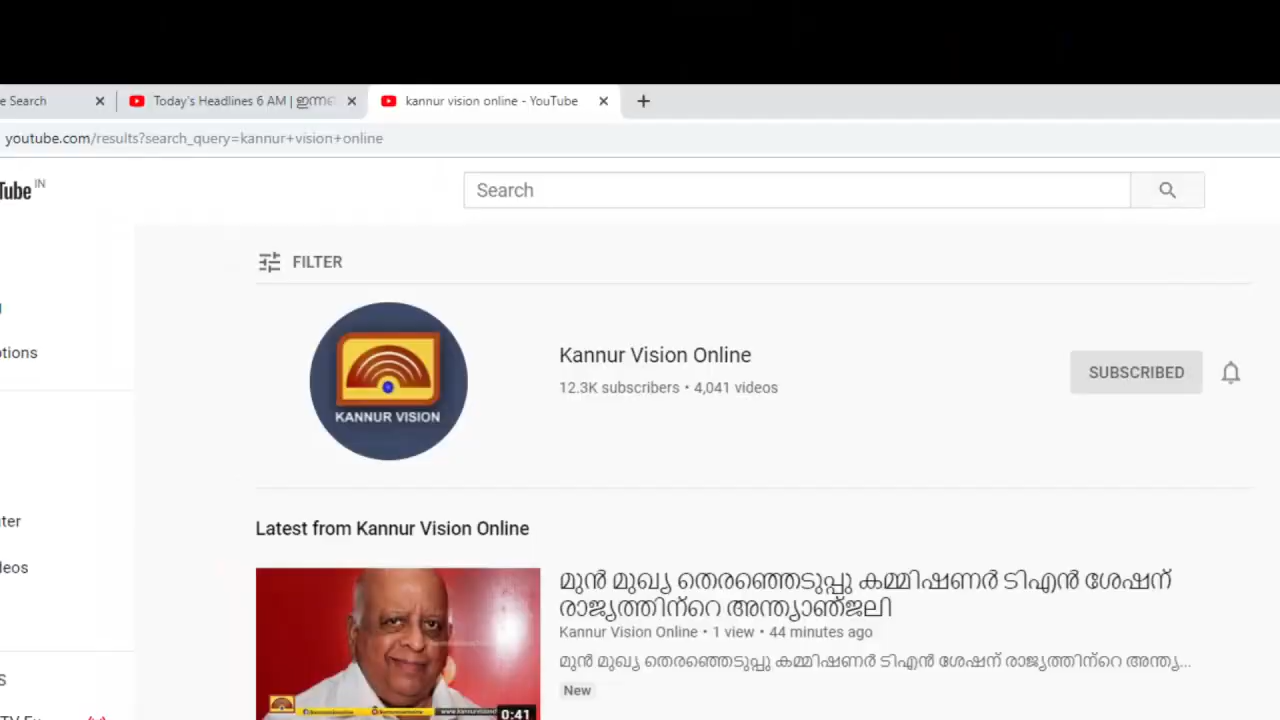 e Search
Today's Headlines 6 AM | ഇന്നത്
kannur vision online - YouTube
youtube.com/results?search_query=kannur+vision+online
Tube IN
Search
FILTER
KANNUR VISION
Kannur Vision Online
12.3K subscribers • 4,041 videos
SUBSCRIBED
ptions
uter
deos
Latest from Kannur Vision Online
മുൻ മുഖ്യ തെരഞ്ഞെടുപ്പു കമ്മിഷണർ ടിഎൻ ശേഷന്
രാജ്യത്തിന്റെ അന്ത്യാഞ്ജലി
Kannur Vision Online • 1 view • 44 minutes ago
മുൻ മുഖ്യ തെരഞ്ഞെടുപ്പു കമ്മിഷണർ ടിഎൻ ശേഷന് രാജ്യത്തിന്റെ അന്ത്യ...
New
0:41
S